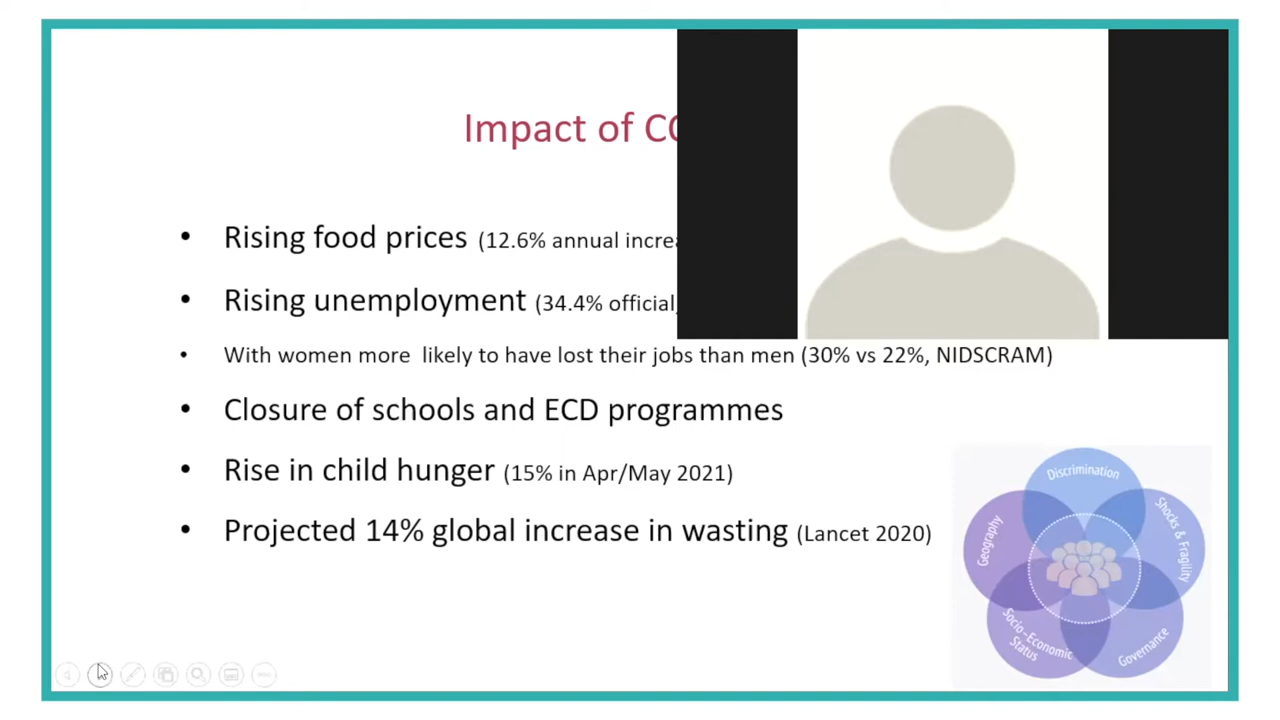 Impact of
• Rising food prices (12.6% annual
• Rising unemployment (34.4% official,
• With women more likely to have lost their jobs than men (30% vs 22%, NIDSCRAM)
• Closure of schools and ECD programmes
• Rise in child hunger (15% in Apr/May 2021)
• Projected 14% global increase in wasting (Lancet 2020)
Discrimination
Shocks & Fragility
Geography
Socio-Economic
Status
Governance